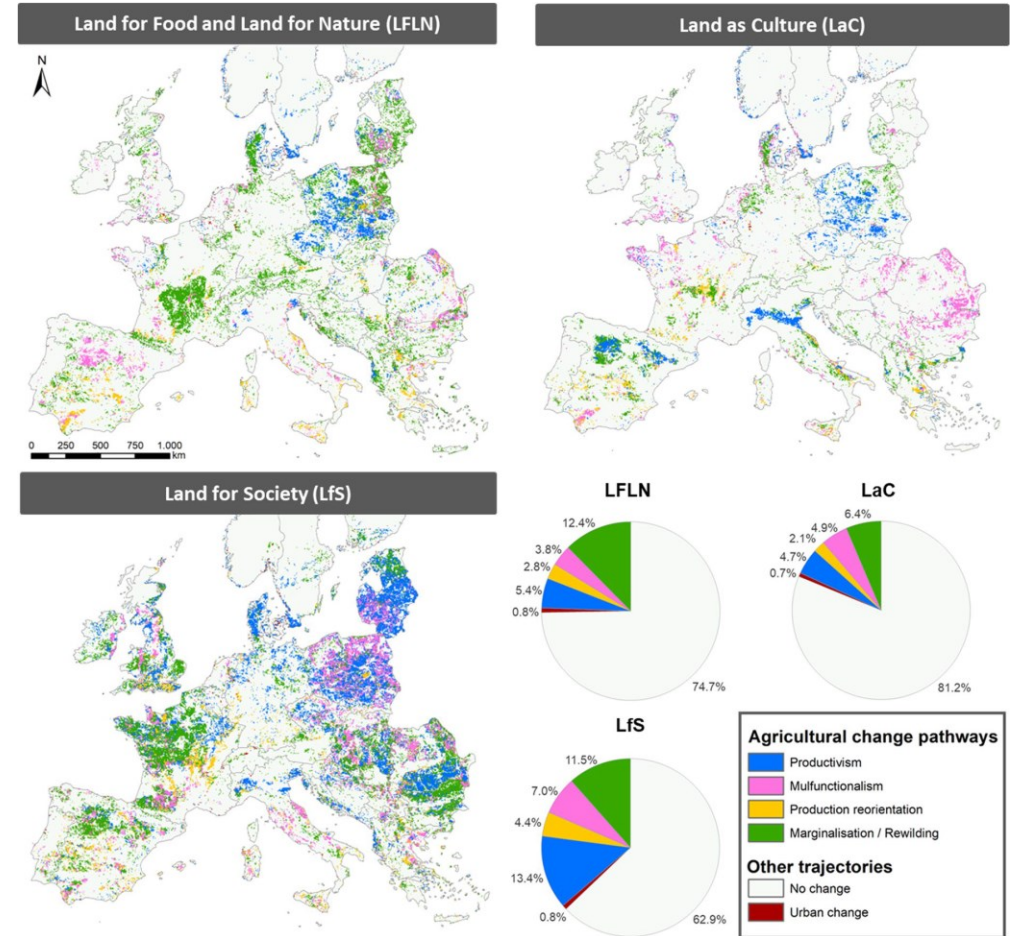 Land for Food and Land for Nature (LFLN)
Land as Culture (LaC)
N
0 250 500 750 1.000
km
Land for Society (LfS)
LFLN
12.4%
3.8%
2.8%
5.4%
0.8%
74.7%
LaC
6.4%
4.9%
2.1%
4.7%
0.7%
81.2%
LfS
11.5%
7.0%
4.4%
13.4%
0.8%
62.9%
Agricultural change pathways
Productivism
Mulfunctionalism
Production reorientation
Marginalisation / Rewilding
Other trajectories
No change
Urban change